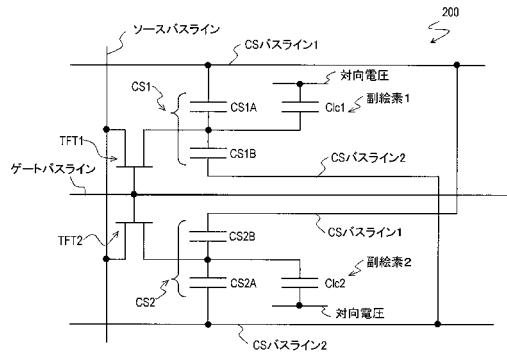 200
ソースバスライン
CSバスライン1
対向電圧
CS1
CS1A
Clc1
副絵素1
TFT1
CS1B
CSバスライン2
ゲートバスライン
CSバスライン1
TFT2
CS2B
副絵素2
CS2
CS2A
Clc2
対向電圧
CSバスライン2